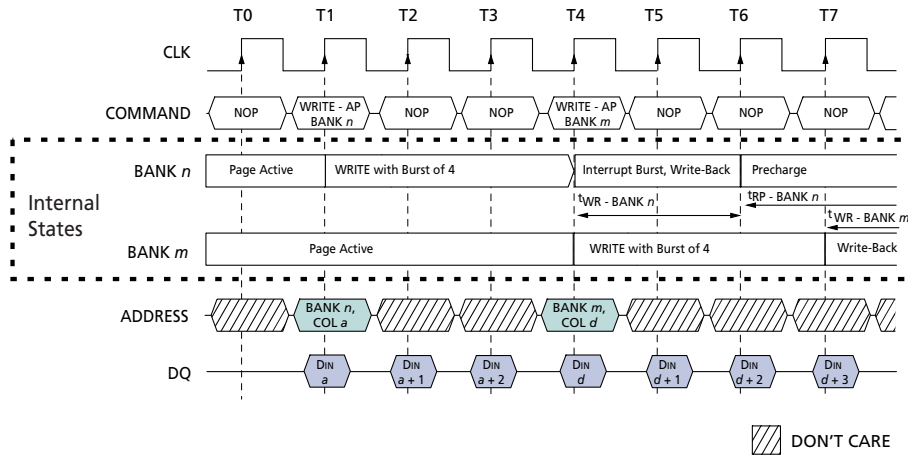 T0 T1 T2 T3 T4 T5 T6 T7
CLK
COMMAND NOP WRITE - AP BANK n NOP NOP WRITE - AP BANK m NOP NOP NOP
Internal States
BANK n Page Active WRITE with Burst of 4 Interrupt Burst, Write-Back Precharge
tWR - BANK n tRP - BANK n
tWR - BANK m
BANK m Page Active WRITE with Burst of 4 Write-Back
ADDRESS BANK n, COL a BANK m, COL d
DQ DIN a DIN a + 1 DIN a + 2 DIN d DIN d + 1 DIN d + 2 DIN d + 3
DON'T CARE